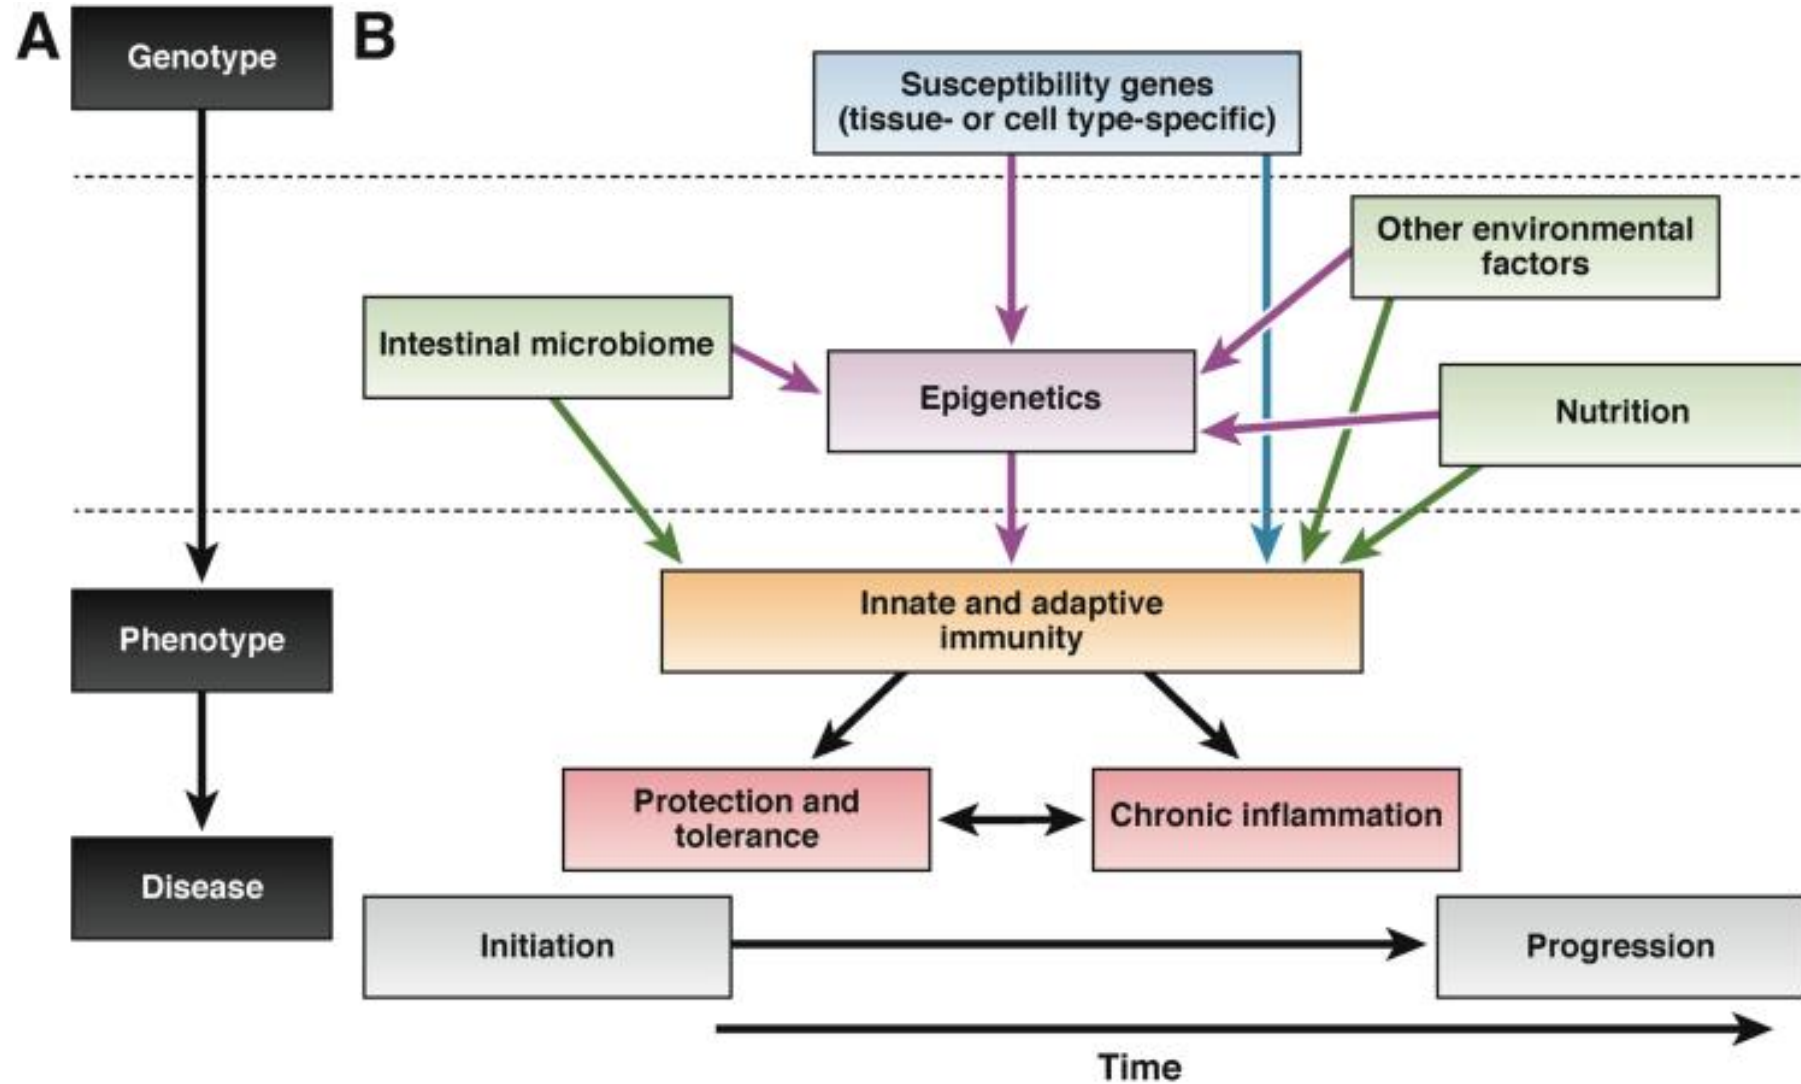 A
Genotype
Phenotype
Disease
B
Susceptibility genes
(tissue- or cell type-specific)
Other environmental
factors
Intestinal microbiome
Epigenetics
Nutrition
Innate and adaptive
immunity
Protection and
tolerance
Chronic inflammation
Initiation
Progression
Time